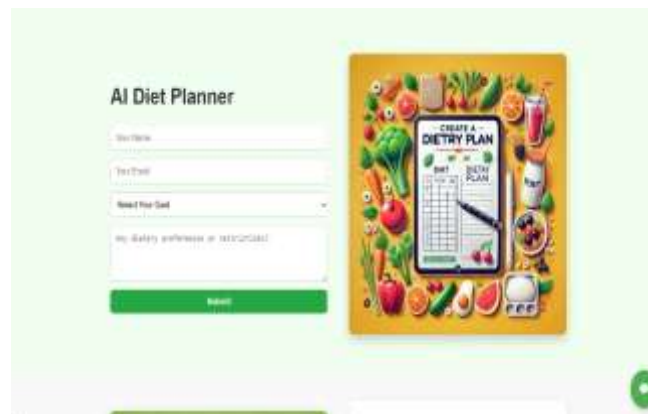 AI Diet Planner
Your Name
Your Email
Select Your Goal
Any dietary preferences or restrictions?
Submit
CREATE A
DIETRY PLAN
DIET
DIETRY
PLAN